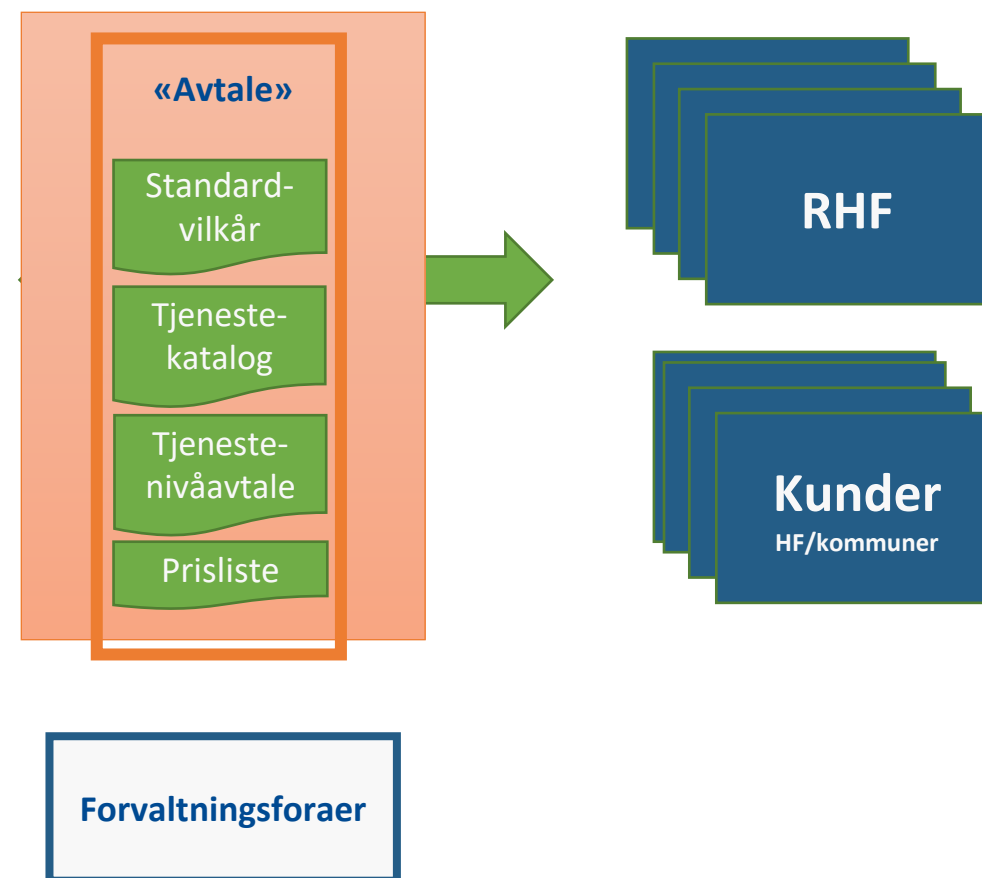 «Avtale»
Standard-
vilkår
Tjeneste-
katalog
Tjeneste-
nivåavtale
Prisliste
RHF
Kunder
HF/kommuner
Forvaltningsforaer